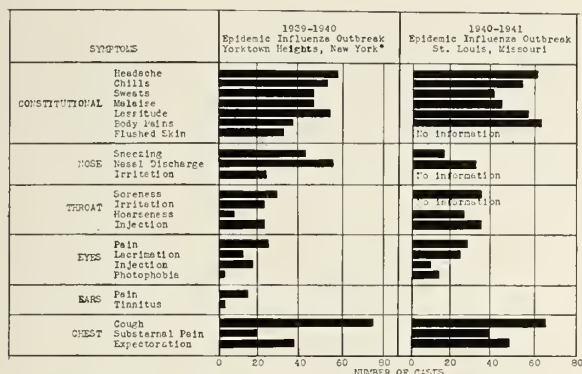 1939-1940
Epidemic Influenza Outbreak
Yorktown Heights, New York*
1940-1941
Epidemic Influenza Outbreak
St. Louis, Missouri
SYMPTOMS
CONSTITUTIONAL
Headache
Chills
Sweats
Malaise
Lassitude
Body Pains
Flushed Skin
No information
NOSE
Sneezing
Nasal Discharge
Irritation
No information
THROAT
Soreness
Irritation
No information
Hoarseness
Injection
EYES
Pain
Lacrimation
Injection
Photophobia
EARS
Pain
Tinnitus
CHEST
Cough
Substernal Pain
Expectoration
0 20 40 60 80 0 20 40 60 80
NUMBER OF CASES